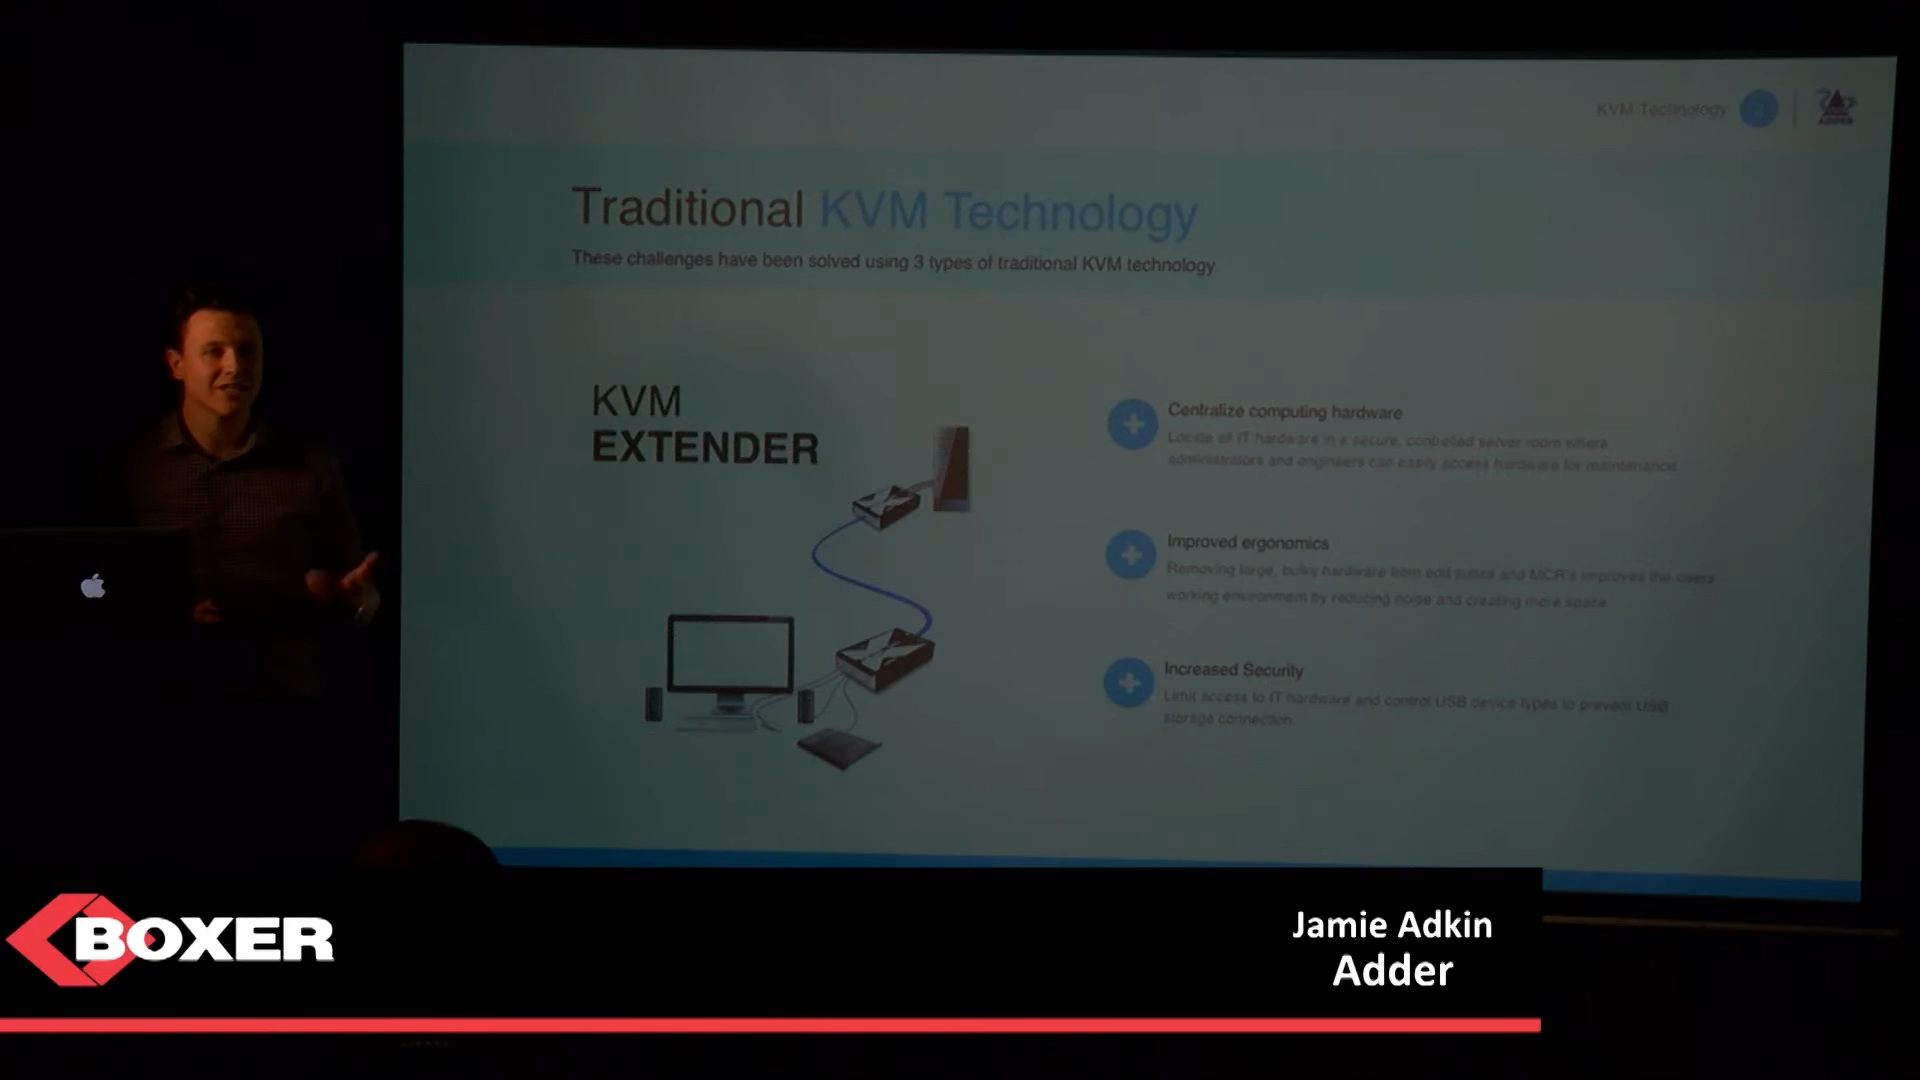 KVM Technology
ADDER
Traditional KVM Technology
These challenges have been solved using 3 types of traditional KVM technology
KVM
EXTENDER
Centralize computing hardware
Locate all IT hardware in a secure, controlled server room where
administrators and engineers can easily access hardware for maintenance.
Improved ergonomics
Removing large, bulky hardware from edit suites and MCR's improves the users
working environment by reducing noise and creating more space
Increased Security
Limit access to IT hardware and control USB device types to prevent USB
storage connection.
BOXER
Jamie Adkin
Adder